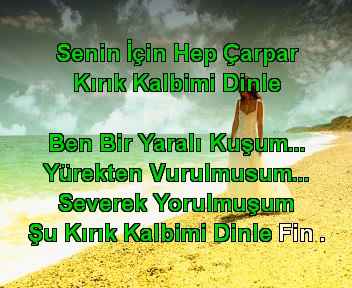 Senin İçin Hep Çarpar
Kırık Kalbimi Dinle
Ben Bir Yaralı Kuşum...
Yürekten Vurulmusum...
Severek Yorulmuşum
Şu Kırık Kalbimi Dinle Fin .